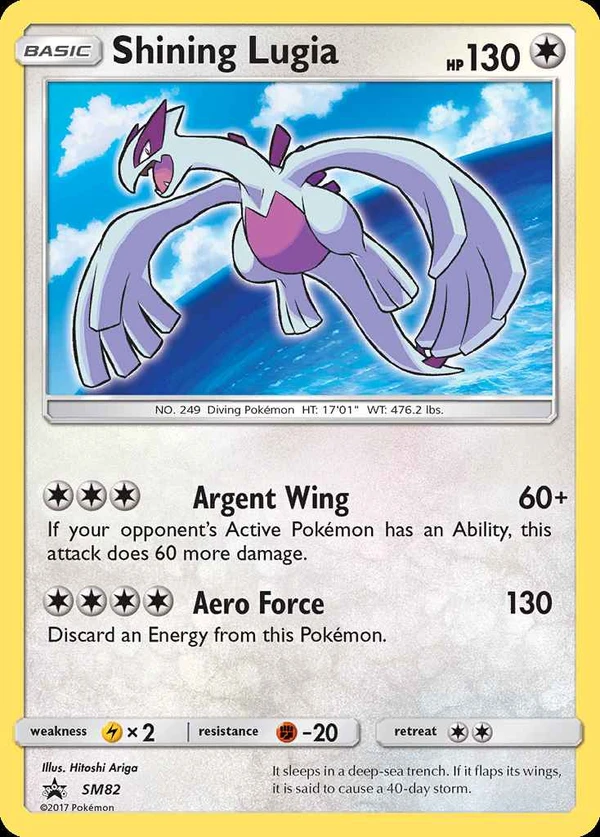 BASIC Shining Lugia HP 130
NO. 249 Diving Pokémon HT: 17'01" WT: 476.2 lbs.
Argent Wing 60+
If your opponent's Active Pokémon has an Ability, this
attack does 60 more damage.
Aero Force 130
Discard an Energy from this Pokémon.
weakness ×2 resistance -20 retreat
Illus. Hitoshi Ariga
SM82
©2017 Pokémon
It sleeps in a deep-sea trench. If it flaps its wings,
it is said to cause a 40-day storm.